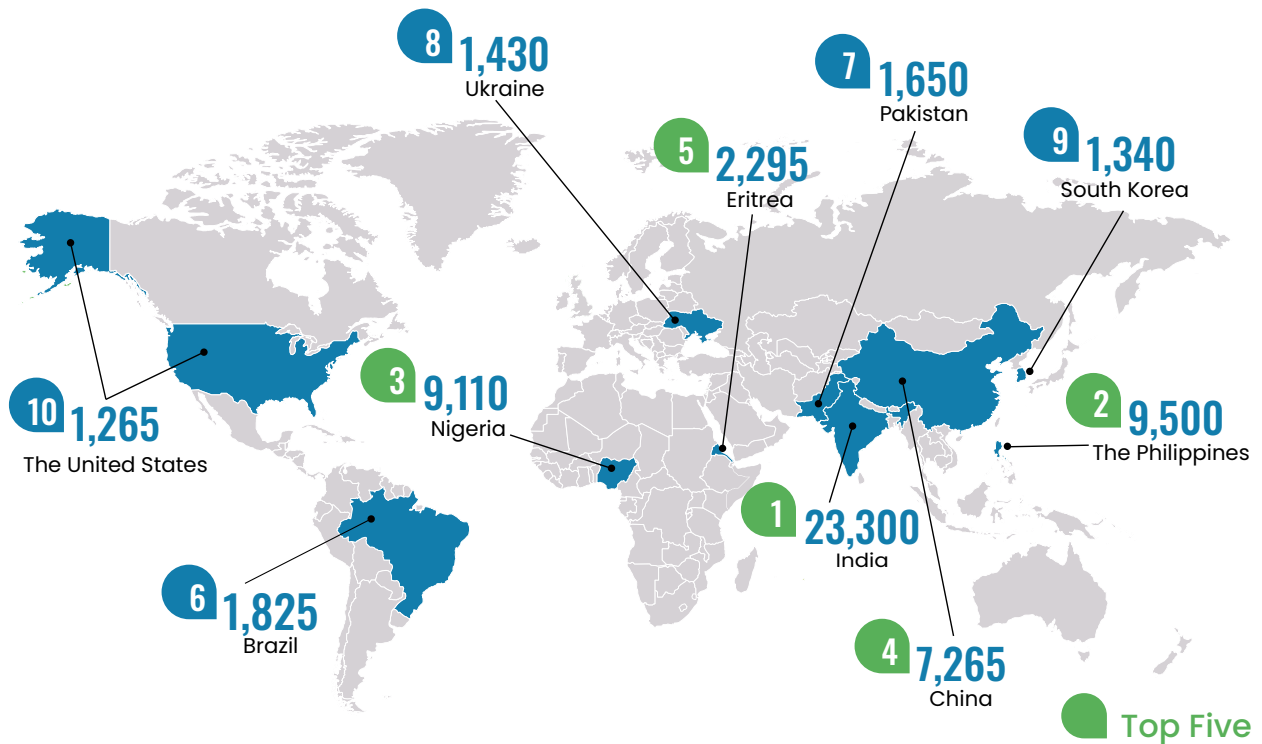 8
1,430
Ukraine
7
1,650
Pakistan
5
2,295
Eritrea
9
1,340
South Korea
10
1,265
The United States
3
9,110
Nigeria
2
9,500
The Philippines
1
23,300
India
6
1,825
Brazil
4
7,265
China
Top Five